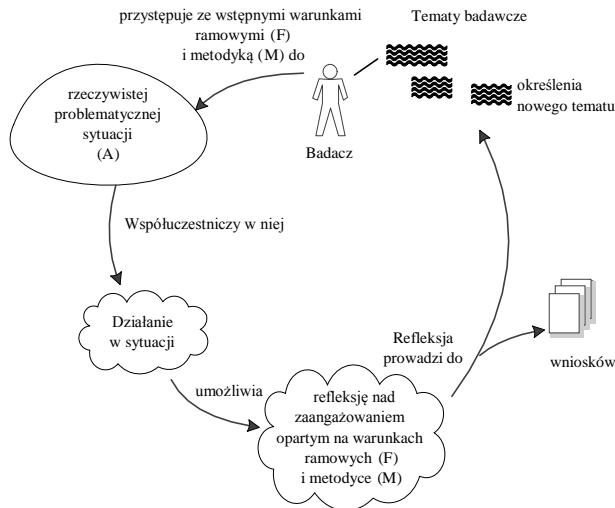 przystępuje ze wstępnymi warunkami
ramowymi (F)
i metodyką (M) do
Tematy badawcze
określenia
nowego tematu
Badacz
rzeczywistej
problematycznej
sytuacji
(A)
Współuczestniczy w niej
Działanie
w sytuacji
umożliwia
refleksję nad
zaangażowaniem
opartym na warunkach
ramowych (F)
i metodyce (M)
Refleksja
prowadzi do
wniosków